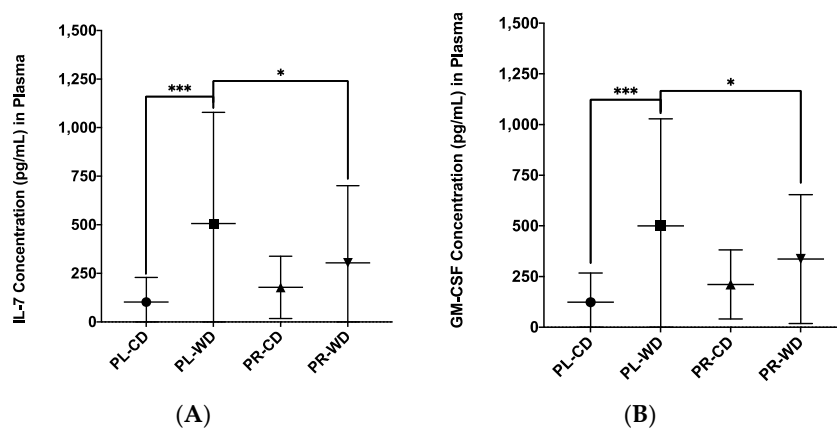 IL-7 Concentration (pg/mL) in Plasma
1,500
1,250
1,000
750
500
250
0
***
*
PL-CD
PL-WD
PR-CD
PR-WD
(A)
GM-CSF Concentration (pg/mL) in Plasma
1,500
1,250
1,000
750
500
250
0
***
*
PL-CD
PL-WD
PR-CD
PR-WD
(B)